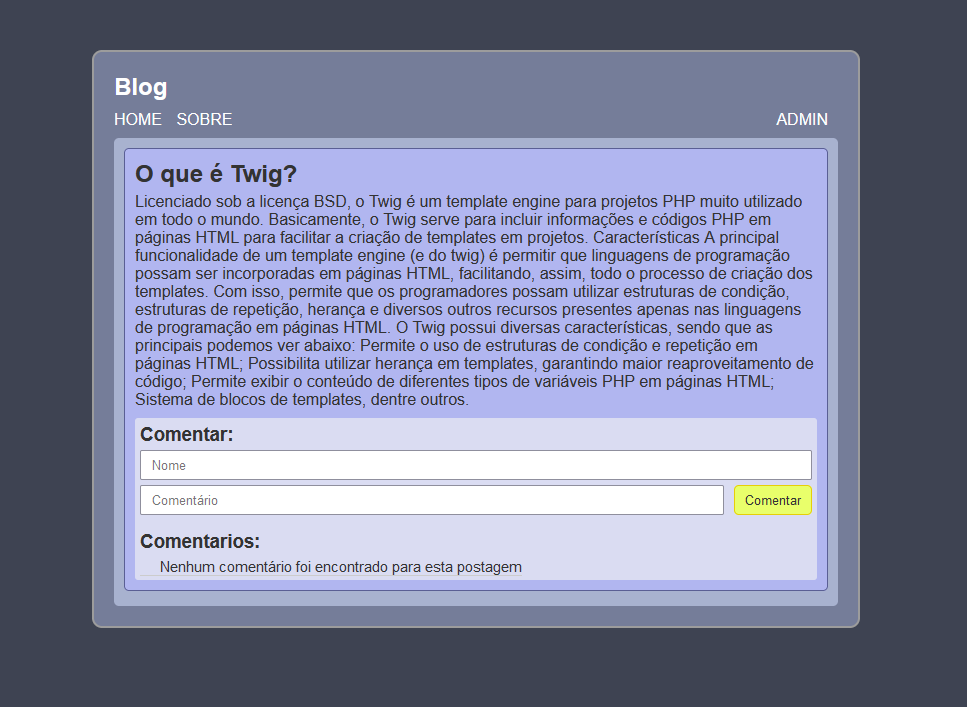 Blog
HOME SOBRE ADMIN
O que é Twig?
Licenciado sob a licença BSD, o Twig é um template engine para projetos PHP muito utilizado
em todo o mundo. Basicamente, o Twig serve para incluir informações e códigos PHP em
páginas HTML para facilitar a criação de templates em projetos. Características A principal
funcionalidade de um template engine (e do twig) é permitir que linguagens de programação
possam ser incorporadas em páginas HTML, facilitando, assim, todo o processo de criação dos
templates. Com isso, permite que os programadores possam utilizar estruturas de condição,
estruturas de repetição, herança e diversos outros recursos presentes apenas nas linguagens
de programação em páginas HTML. O Twig possui diversas características, sendo que as
principais podemos ver abaixo: Permite o uso de estruturas de condição e repetição em
páginas HTML; Possibilita utilizar herança em templates, garantindo maior reaproveitamento de
código; Permite exibir o conteúdo de diferentes tipos de variáveis PHP em páginas HTML;
Sistema de blocos de templates, dentre outros.
Comentar:
Nome
Comentário Comentar
Comentarios:
Nenhum comentário foi encontrado para esta postagem